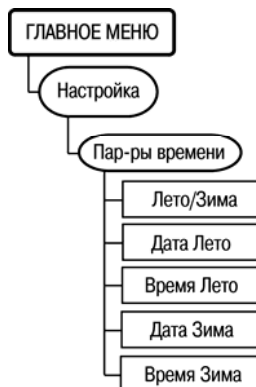 ГЛАВНОЕ МЕНЮ
Настройка
Пар-ры времени
Лето/Зима
Дата Лето
Время Лето
Дата Зима
Время Зима